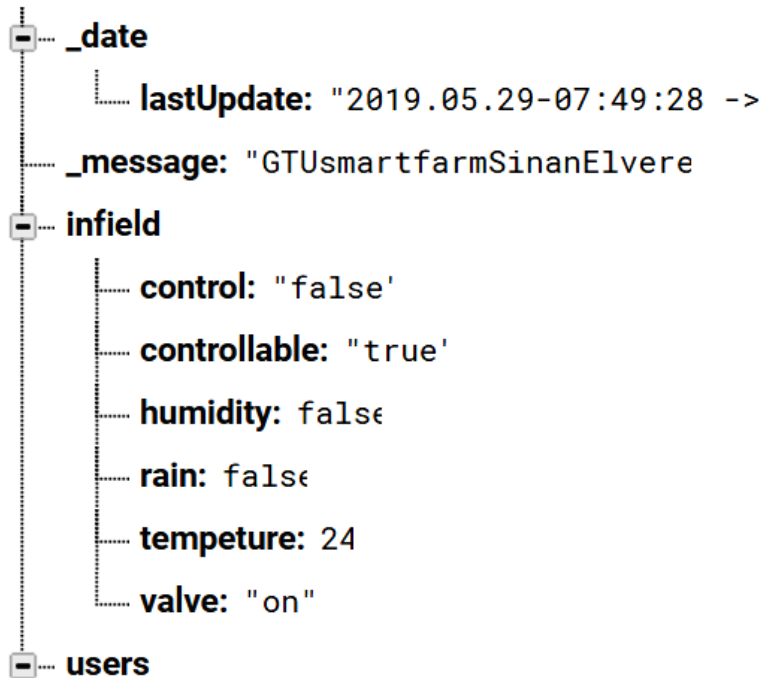 _date
lastUpdate: "2019.05.29-07:49:28 ->
_message: "GTUsmartfarmSinanElvere
infield
control: "false'
controllable: "true'
humidity: false
rain: false
tempeture: 24
valve: "on"
users